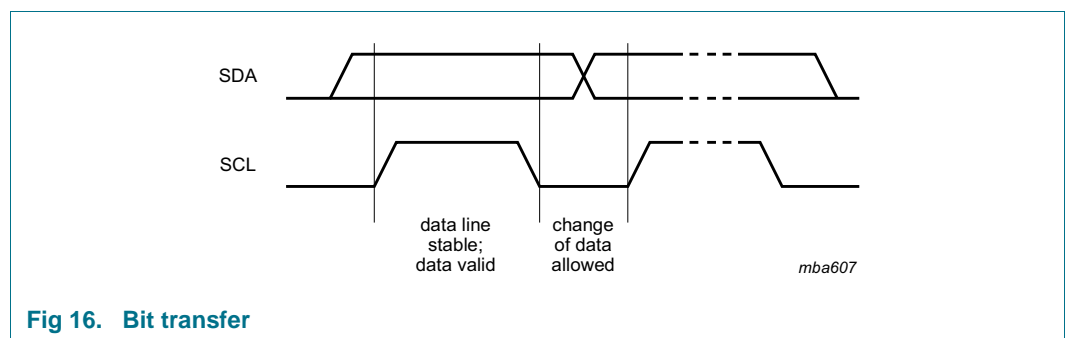 SDA
SCL
data line
stable;
data valid
change
of data
allowed
mba607
Fig 16. Bit transfer